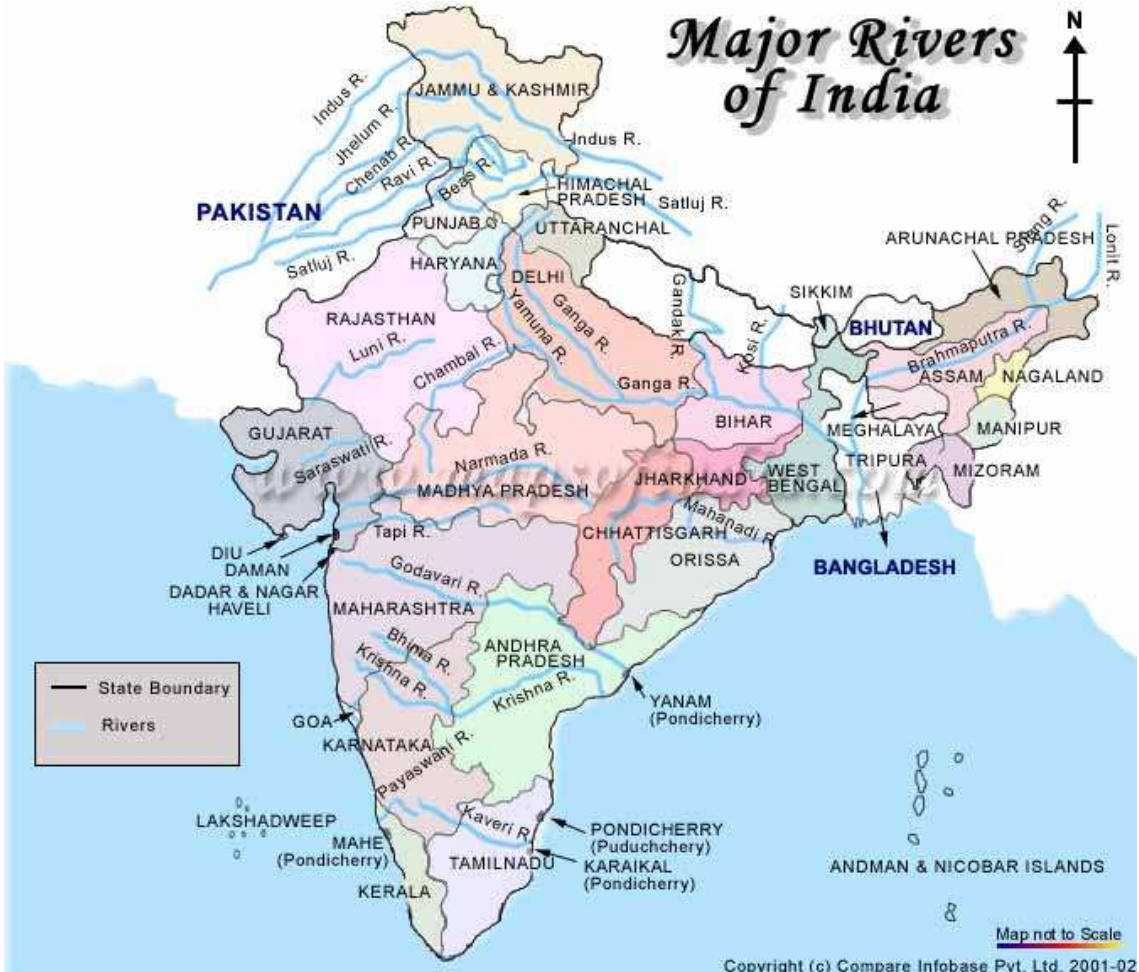 Major Rivers
of India
N
Indus R.
JAMMU & KASHMIR
Jhelum R.
Chenab R.
Ravi R.
Beas R.
Indus R.
HIMACHAL
PRADESH
Satluj R.
PAKISTAN
PUNJAB
UTTARANCHAL
Satluj R.
HARYANA
DELHI
ARUNACHAL PRADESH
Siang R.
Lonit R.
RAJASTHAN
Yamuna R.
Ganga R.
Gandak R.
Kosi R.
SIKKIM
BHUTAN
Brahmaputra R.
Luni R.
Chambal R.
Ganga R.
ASSAM
NAGALAND
GUJARAT
BIHAR
MEGHALAYA
MANIPUR
Saraswati R.
Narmada R.
TRIPURA
MIZORAM
MADHYA PRADESH
JHARKHAND
WEST
BENGAL
Tapi R.
CHHATTISGARH
Mahanadi R
ORISSA
DIU
DAMAN
DADAR & NAGAR
HAVELI
BANGLADESH
Godavari R.
MAHARASHTRA
Bhima R.
Krishna R.
ANDHRA
PRADESH
Krishna R.
YANAM
(Pondicherry)
State Boundary
Rivers
GOA
KARNATAKA
Payaswani R.
LAKSHADWEEP
Kaveri R.
MAHE
(Pondicherry)
PONDICHERRY
(Puduchchery)
TAMILNADU
KARAIKAL
(Pondicherry)
KERALA
ANDMAN & NICOBAR ISLANDS
Map not to Scale
Copyright (c) Compare Infobase Pvt. Ltd. 2001-02